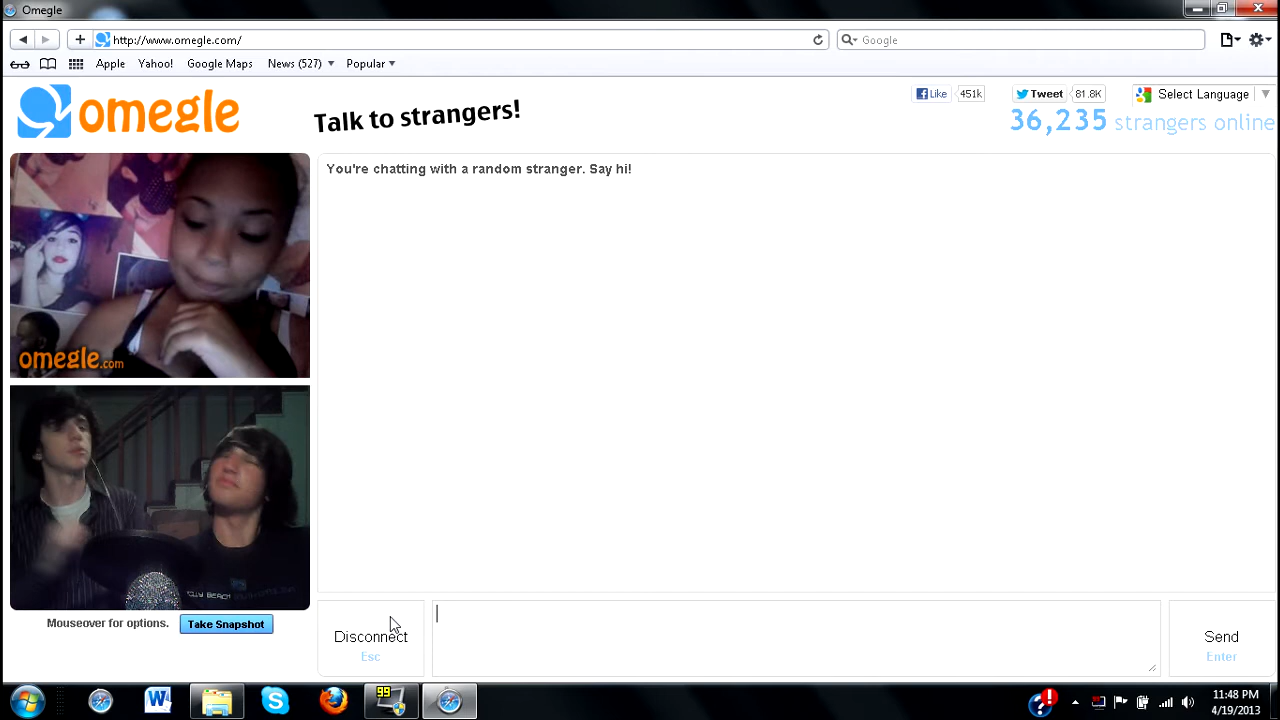 Omegle
http://www.omegle.com/
Google
Apple Yahoo! Google Maps News (527) Popular
omegle
Talk to strangers!
Like 451k Tweet 81.8K Select Language
36,235 strangers online
You're chatting with a random stranger. Say hi!
omegle.com
Mouseover for options. Take Snapshot
Disconnect
Esc
Send
Enter
99
11:48 PM
4/19/2013